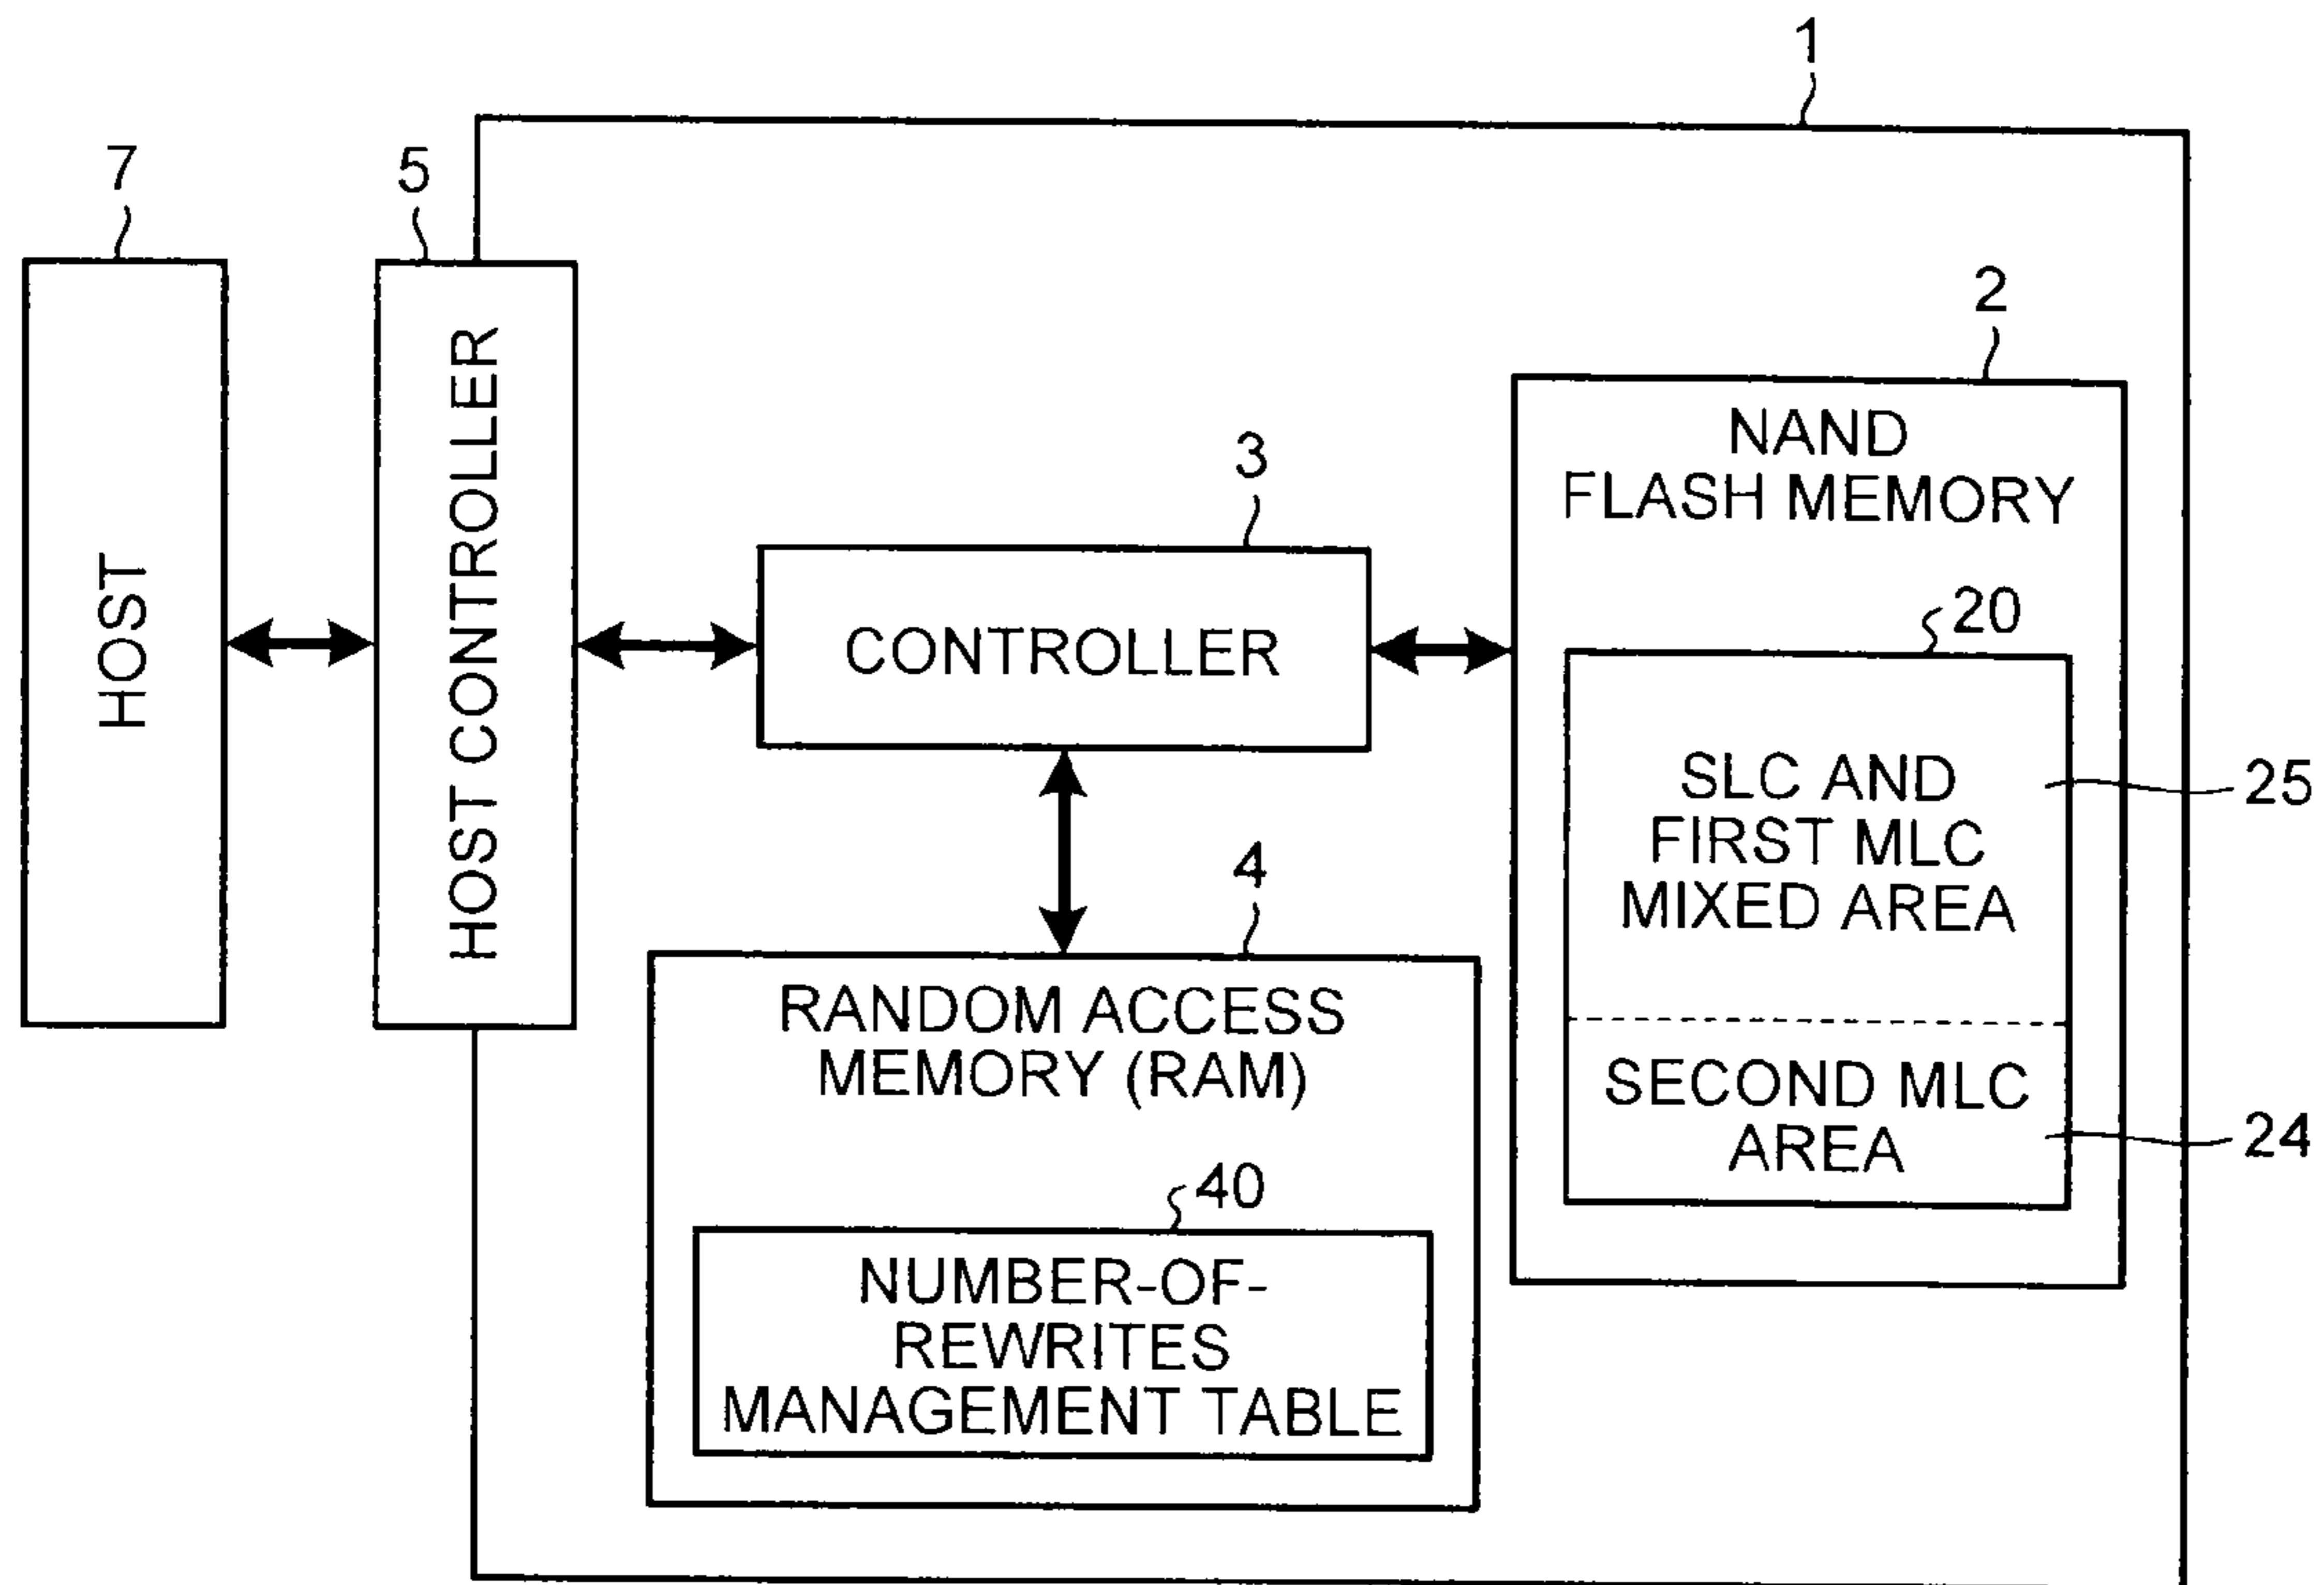 1
7
5
2
HOST
HOST CONTROLLER
3
CONTROLLER
NAND
FLASH MEMORY
20
SLC AND
FIRST MLC
MIXED AREA
25
SECOND MLC
AREA
24
4
RANDOM ACCESS
MEMORY (RAM)
40
NUMBER-OF-
REWRITES
MANAGEMENT TABLE